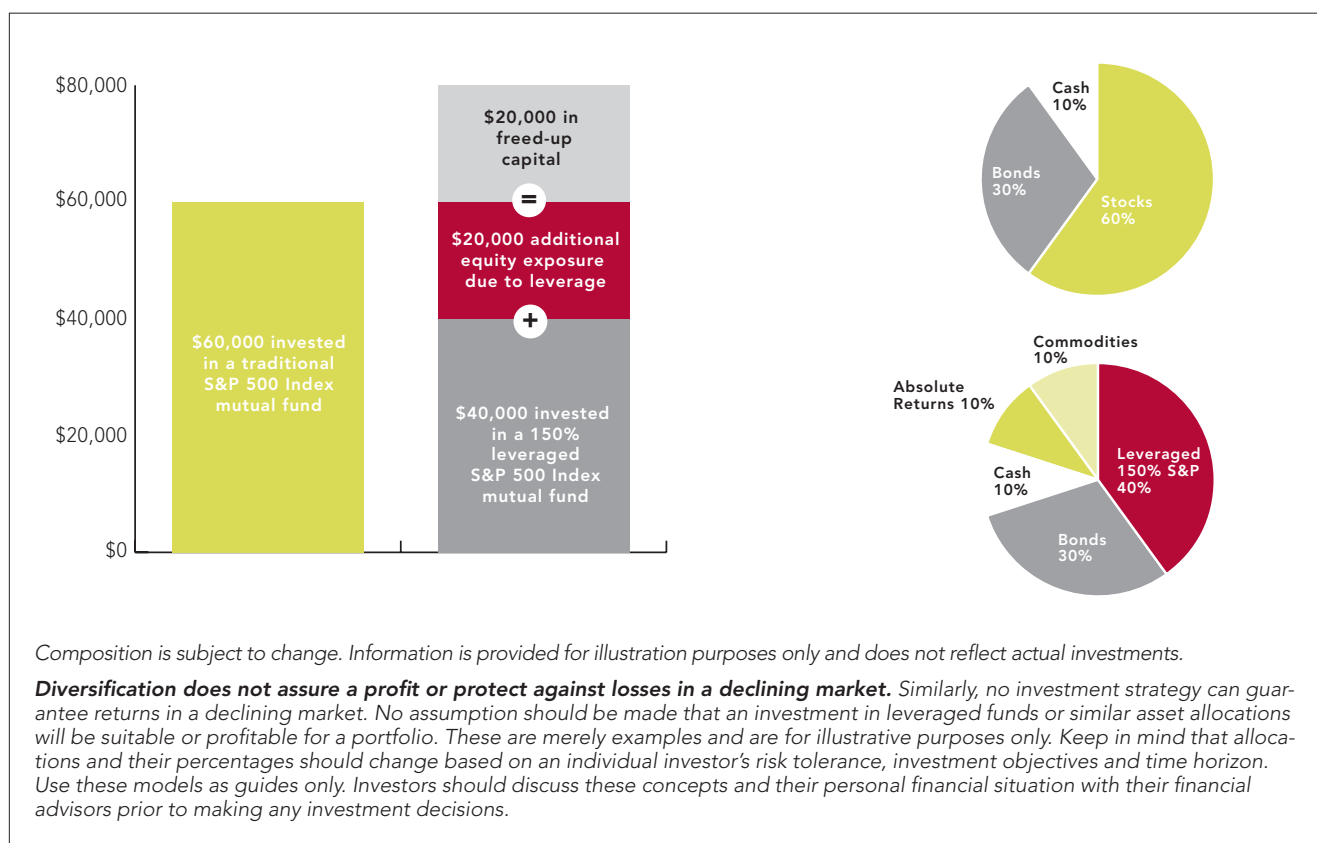 $80,000
$60,000
$40,000
$20,000
$0
$60,000 invested
in a traditional
S&P 500 Index
mutual fund
$20,000 in
freed-up
capital
=
$20,000 additional
equity exposure
due to leverage
+
$40,000 invested
in a 150%
leveraged
S&P 500 Index
mutual fund
Cash
10%
Bonds
30%
Stocks
60%
Commodities
10%
Absolute
Returns 10%
Leveraged
150% S&P
40%
Cash
10%
Bonds
30%
Composition is subject to change. Information is provided for illustration purposes only and does not reflect actual investments.
Diversification does not assure a profit or protect against losses in a declining market. Similarly, no investment strategy can guar-
antee returns in a declining market. No assumption should be made that an investment in leveraged funds or similar asset allocations
will be suitable or profitable for a portfolio. These are merely examples and are for illustrative purposes only. Keep in mind that alloca-
tions and their percentages should change based on an individual investor’s risk tolerance, investment objectives and time horizon.
Use these models as guides only. Investors should discuss these concepts and their personal financial situation with their financial
advisors prior to making any investment decisions.